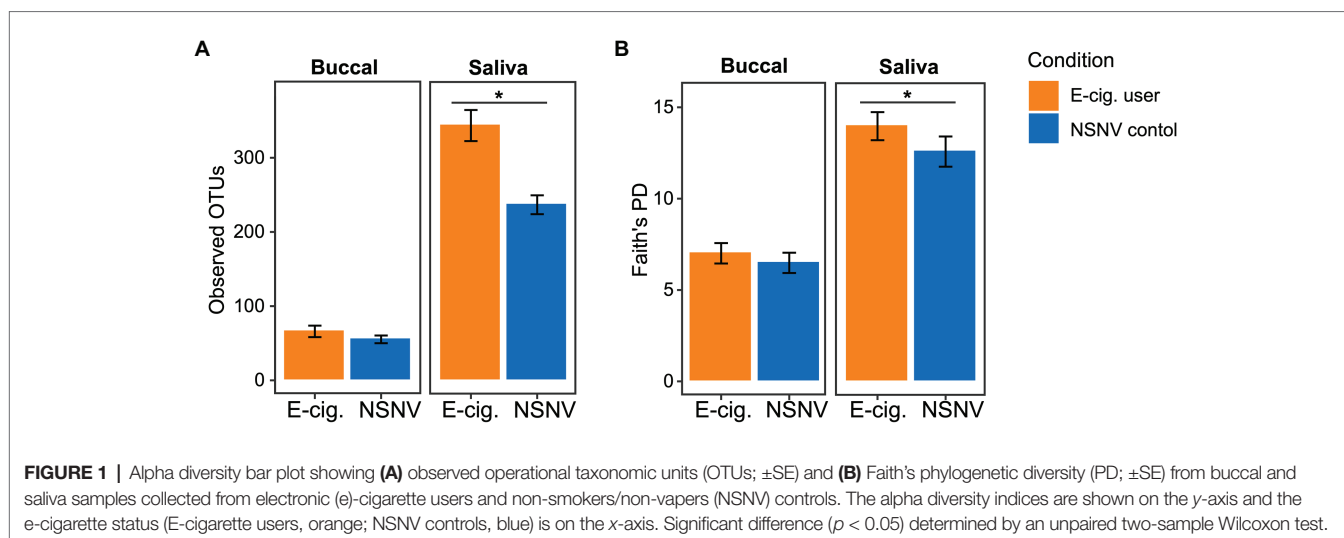 A
Buccal
Saliva
*
Observed OTUs
300
200
100
0
E-cig.
NSNV
E-cig.
NSNV
B
Buccal
Saliva
*
Faith's PD
15
10
5
0
E-cig.
NSNV
E-cig.
NSNV
Condition
E-cig. user
NSNV contol
FIGURE 1 | Alpha diversity bar plot showing (A) observed operational taxonomic units (OTUs; ±SE) and (B) Faith's phylogenetic diversity (PD; ±SE) from buccal and
saliva samples collected from electronic (e)-cigarette users and non-smokers/non-vapers (NSNV) controls. The alpha diversity indices are shown on the y-axis and the
e-cigarette status (E-cigarette users, orange; NSNV controls, blue) is on the x-axis. Significant difference (p < 0.05) determined by an unpaired two-sample Wilcoxon test.